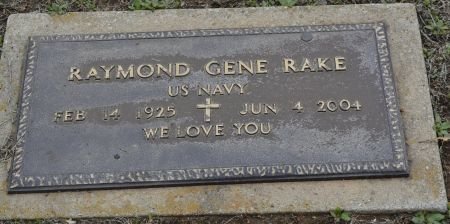 RAYMOND GENE RAKE
US NAVY
FEB 14 1925 JUN 4 2004
WE LOVE YOU